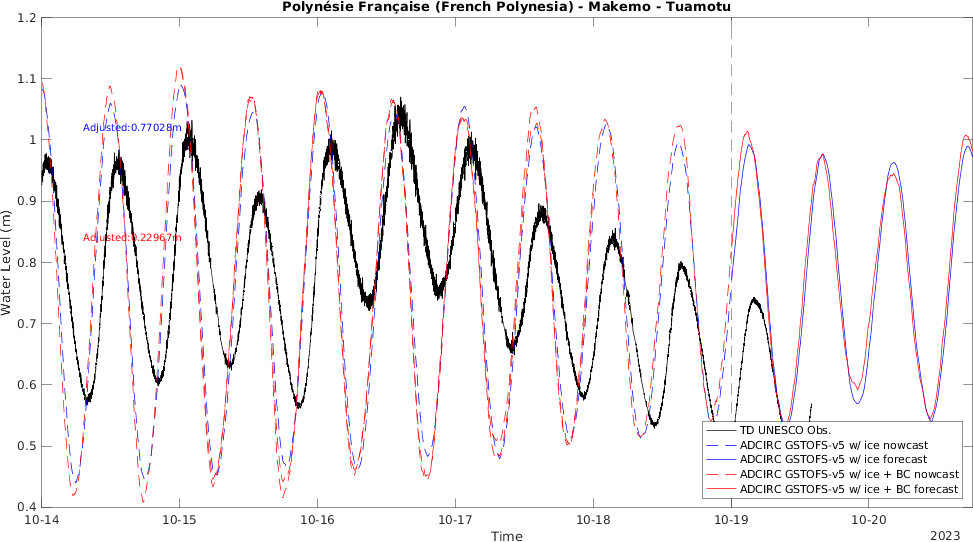 Polynésie Française (French Polynesia) - Makemo - Tuamotu
1.2
1.1
1
0.9
0.8
0.7
0.6
0.5
0.4
Water Level (m)
Adjusted:0.77028m
Adjusted:0.22967m
TD UNESCO Obs.
ADCIRC GSTOFS-v5 w/ ice nowcast
ADCIRC GSTOFS-v5 w/ ice forecast
ADCIRC GSTOFS-v5 w/ ice + BC nowcast
ADCIRC GSTOFS-v5 w/ ice + BC forecast
10-14 10-15 10-16 10-17 10-18 10-19 10-20
Time
2023